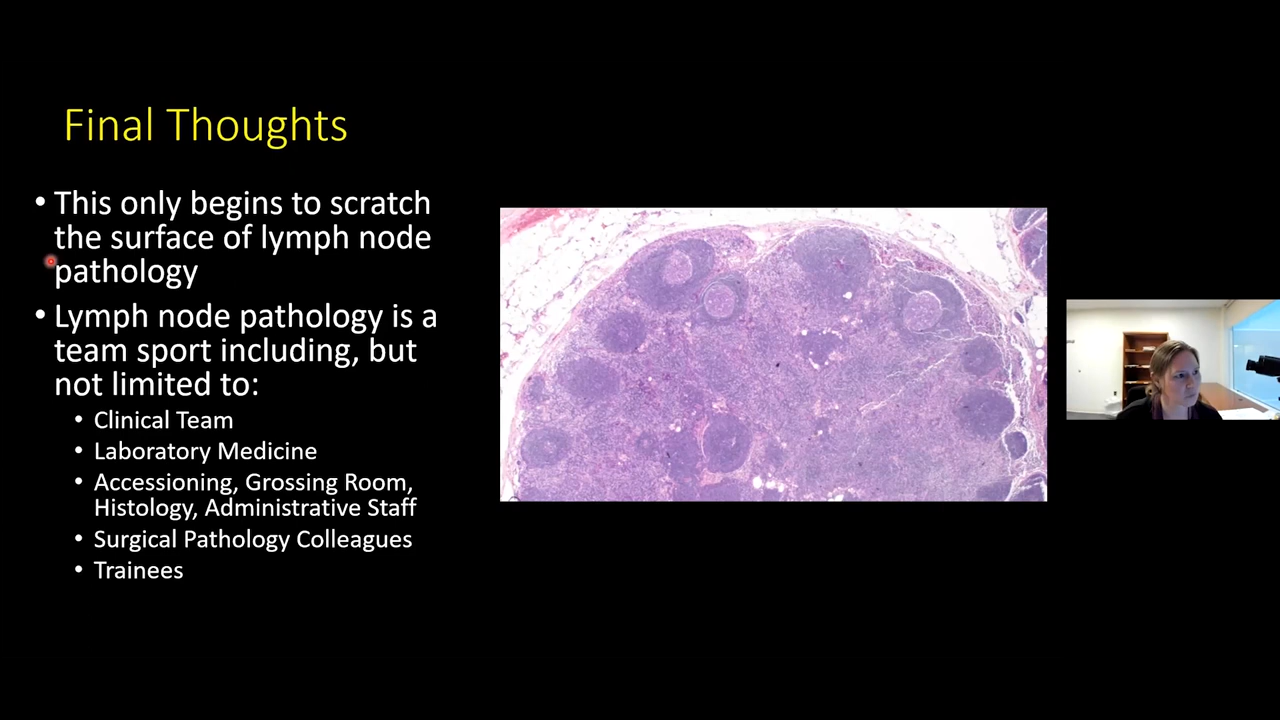 Final Thoughts
• This only begins to scratch
the surface of lymph node
pathology
• Lymph node pathology is a
team sport including, but
not limited to:
• Clinical Team
• Laboratory Medicine
• Accessioning, Grossing Room,
Histology, Administrative Staff
• Surgical Pathology Colleagues
• Trainees